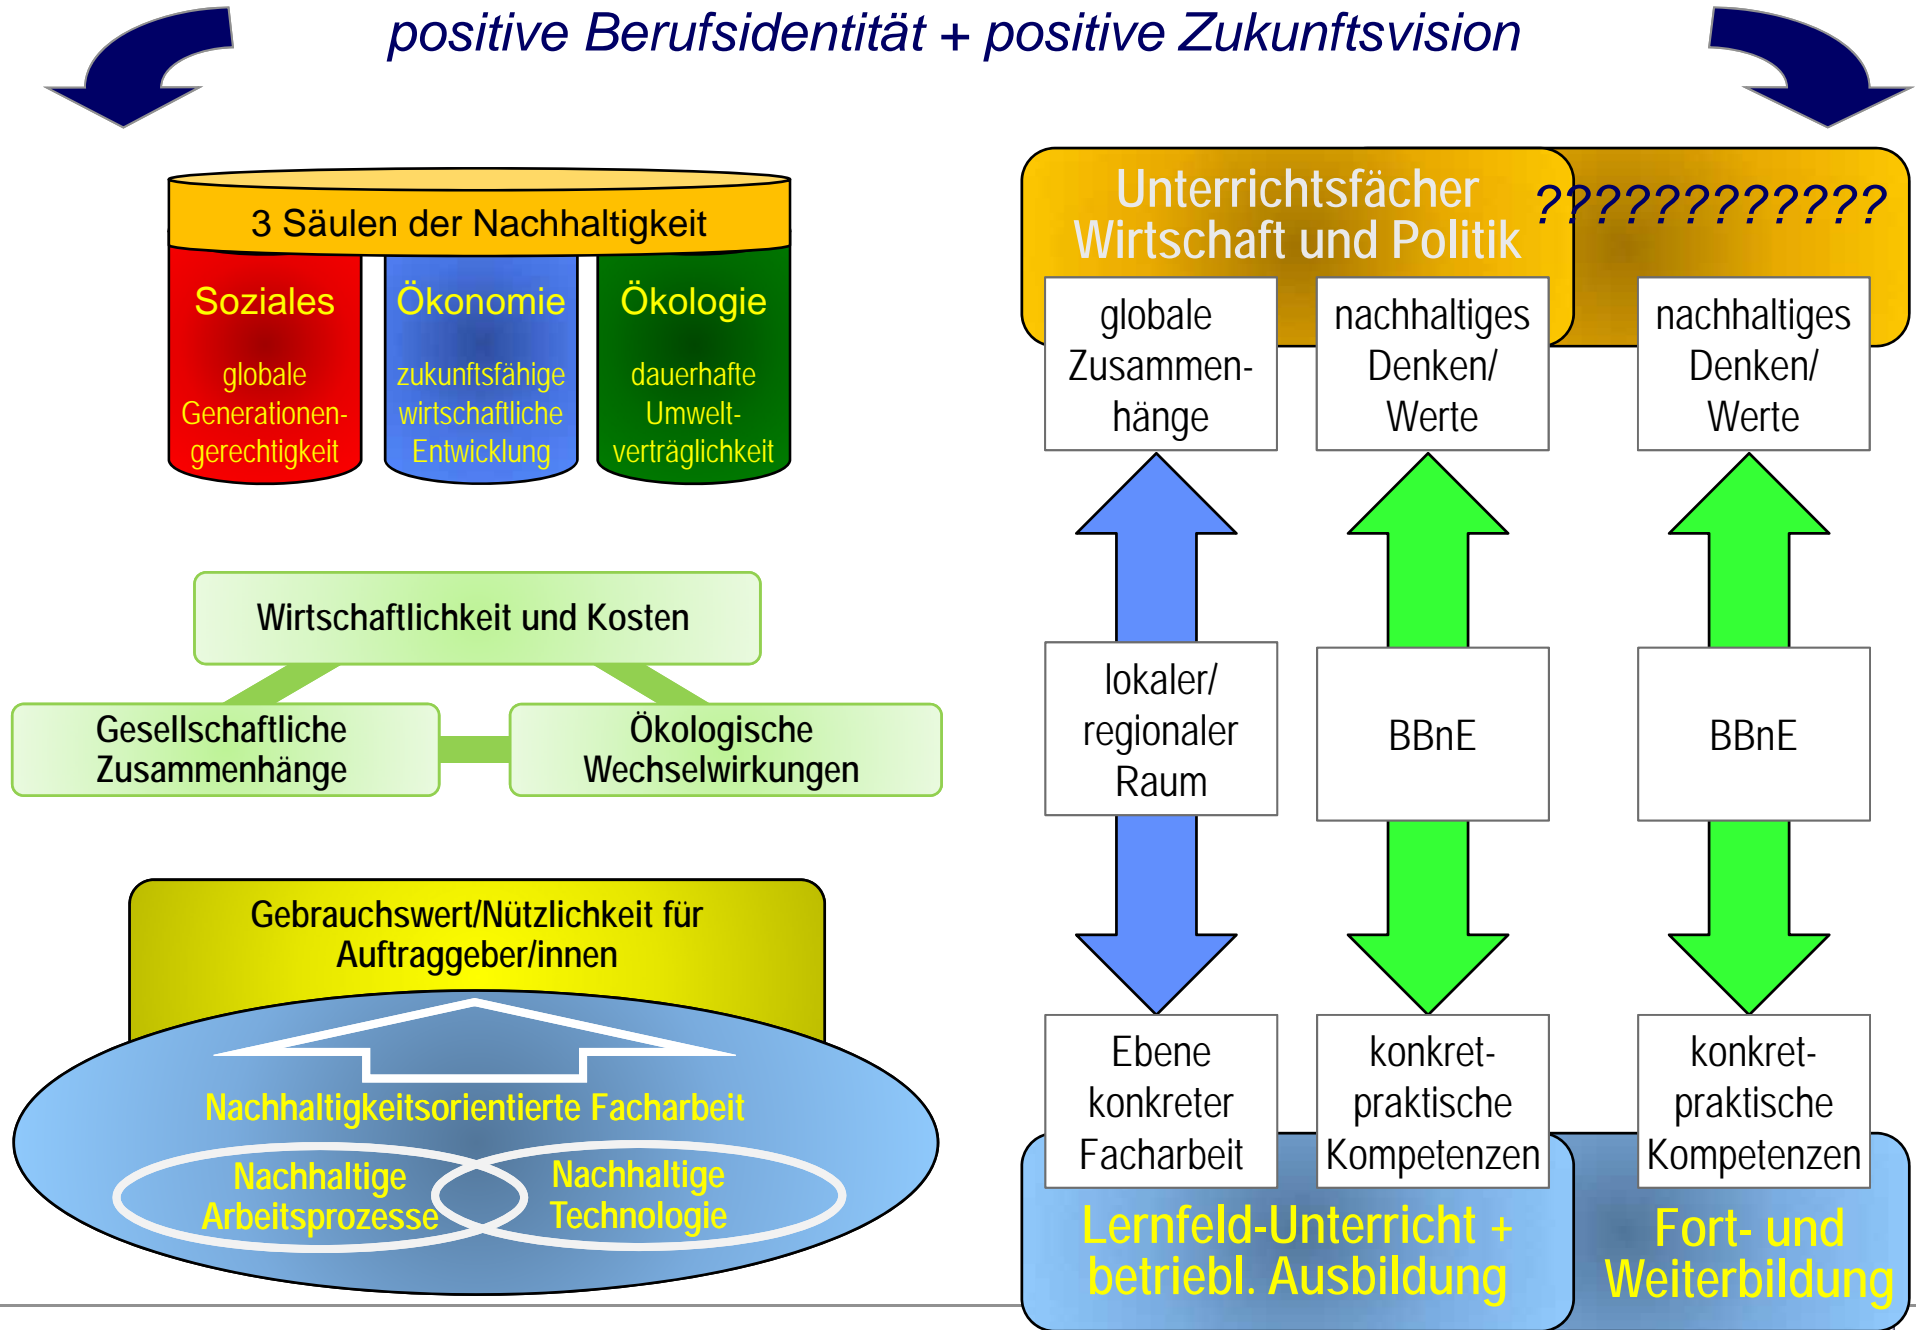 positive Berufsidentität + positive Zukunftsvision
3 Säulen der Nachhaltigkeit
Soziales
globale
Generationen-
gerechtigkeit
Ökonomie
zukunftsfähige
wirtschaftliche
Entwicklung
Ökologie
dauerhafte
Umwelt-
verträglichkeit
Wirtschaftlichkeit und Kosten
Gesellschaftliche
Zusammenhänge
Ökologische
Wechselwirkungen
Gebrauchswert/Nützlichkeit für
Auftraggeber/innen
Nachhaltigkeitsorientierte Facharbeit
Nachhaltige
Arbeitsprozesse
Nachhaltige
Technologie
Unterrichtsfächer
Wirtschaft und Politik
????????????
globale
Zusammen-
hänge
nachhaltiges
Denken/
Werte
nachhaltiges
Denken/
Werte
lokaler/
regionaler
Raum
BBnE
BBnE
Ebene
konkreter
Facharbeit
konkret-
praktische
Kompetenzen
konkret-
praktische
Kompetenzen
Lernfeld-Unterricht +
betriebl. Ausbildung
Fort- und
Weiterbildung